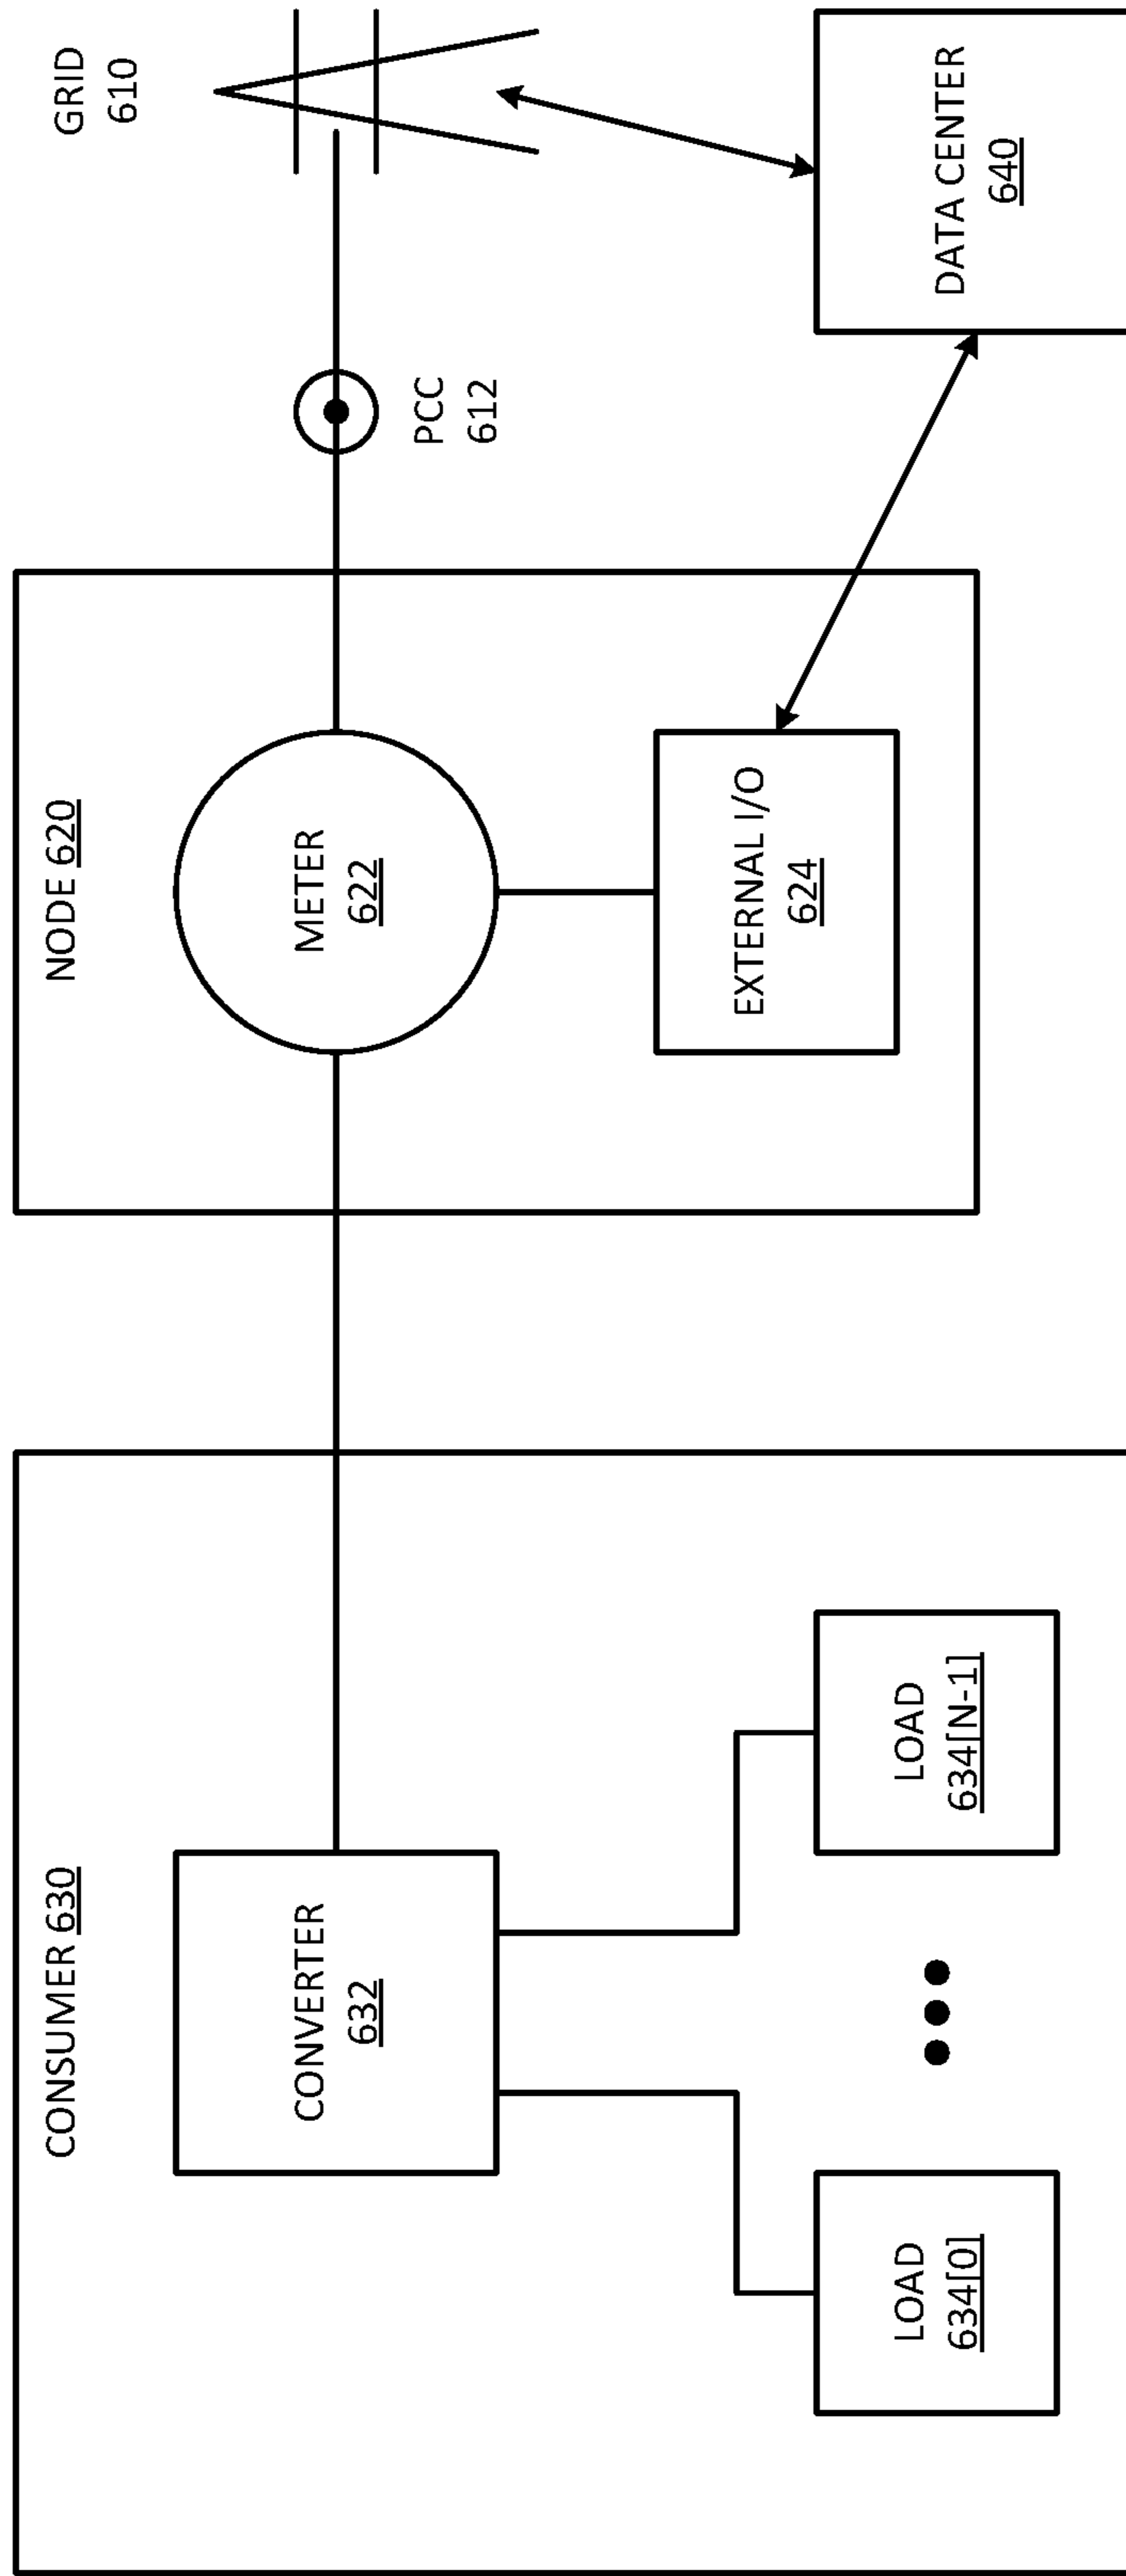 CONSUMER 630
CONVERTER
632
LOAD
634[0]
LOAD
634[N-1]
NODE 620
METER
622
EXTERNAL I/O
624
PCC
612
GRID
610
DATA CENTER
640